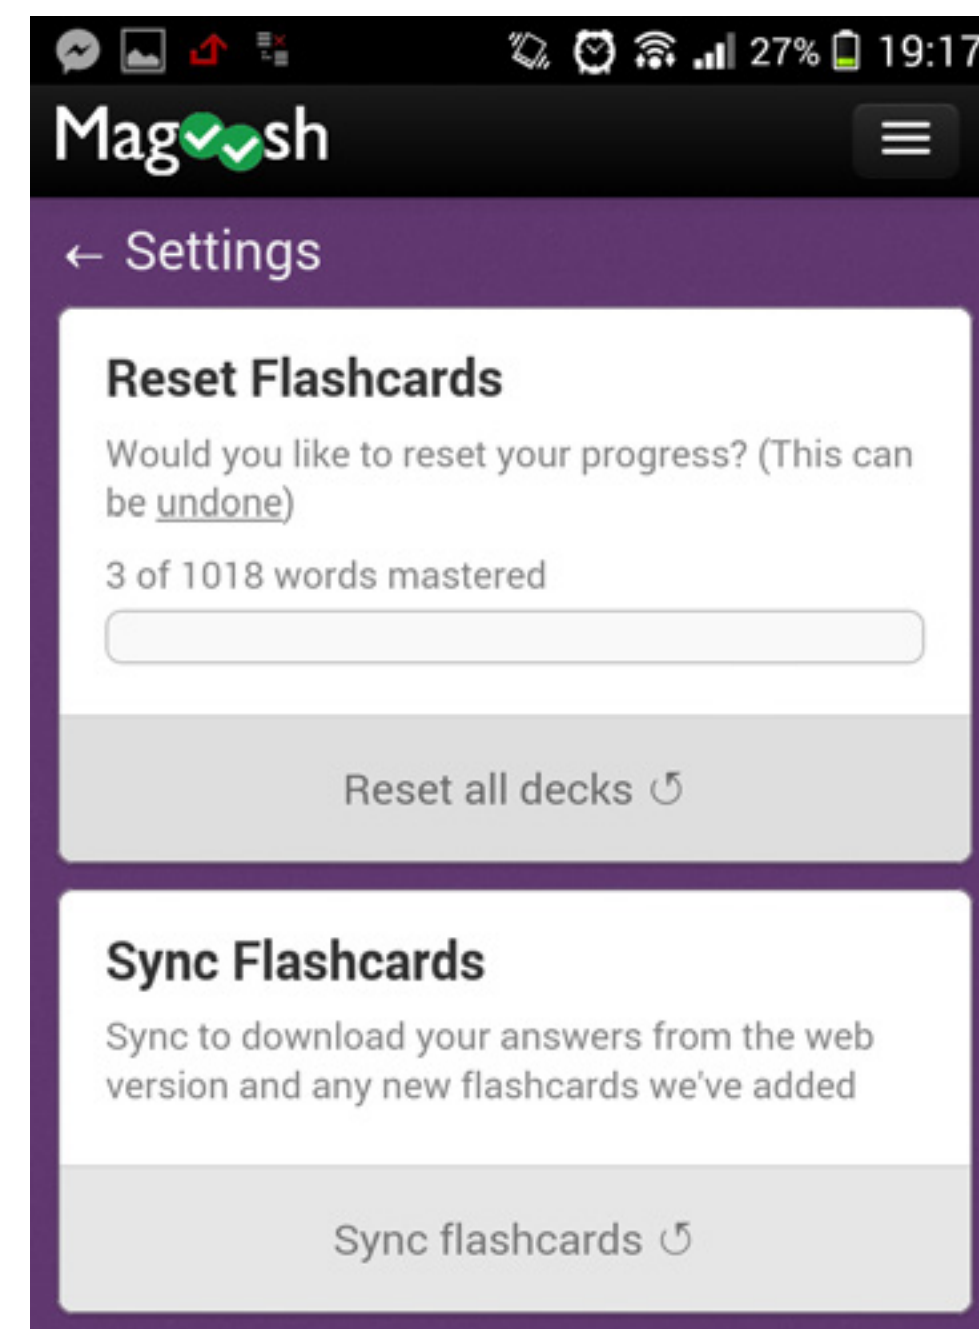 27% 19:17
Magoosh
← Settings
Reset Flashcards
Would you like to reset your progress? (This can
be undone)
3 of 1018 words mastered
Reset all decks ↺
Sync Flashcards
Sync to download your answers from the web
version and any new flashcards we've added
Sync flashcards ↺